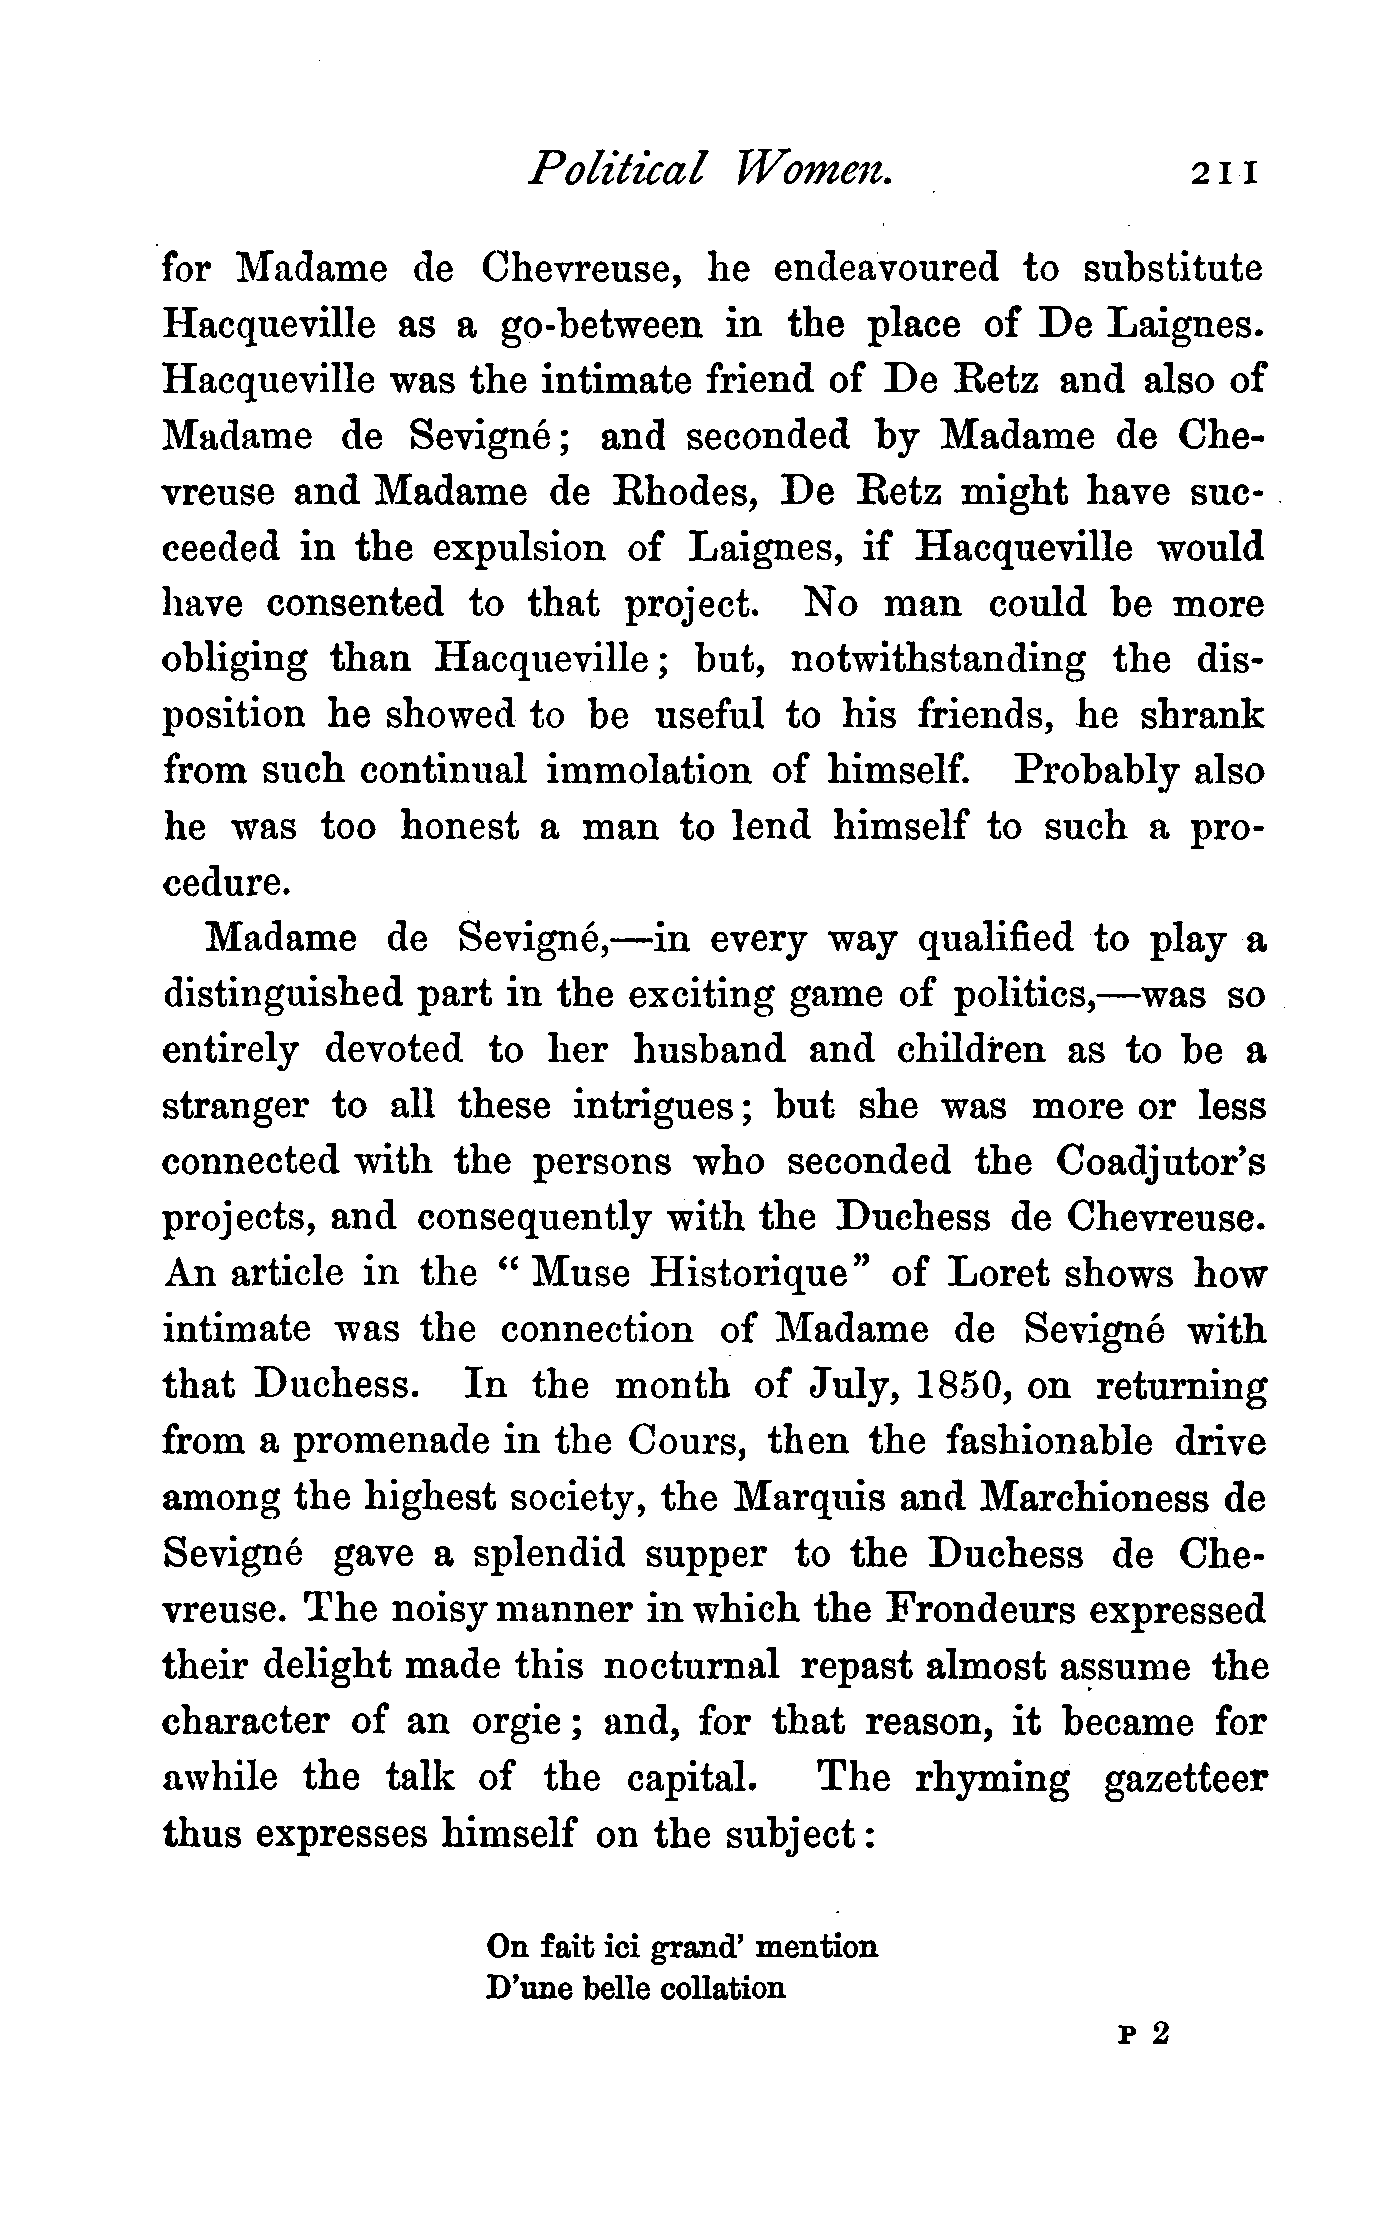 Political Women. 211
for Madame de Chevreuse, he endeavoured to substitute
Hacqueville as a go-between in the place of De Laignes.
Hacqueville was the intimate friend of De Retz and also of
Madame de Sevigné; and seconded by Madame de Che-
vreuse and Madame de Rhodes, De Retz might have suc-
ceeded in the expulsion of Laignes, if Hacqueville would
have consented to that project. No man could be more
obliging than Hacqueville; but, notwithstanding the dis-
position he showed to be useful to his friends, he shrank
from such continual immolation of himself. Probably also
he was too honest a man to lend himself to such a pro-
cedure.
Madame de Sevigné,—in every way qualified to play a
distinguished part in the exciting game of politics,—was so
entirely devoted to her husband and children as to be a
stranger to all these intrigues; but she was more or less
connected with the persons who seconded the Coadjutor's
projects, and consequently with the Duchess de Chevreuse.
An article in the “Muse Historique” of Loret shows how
intimate was the connection of Madame de Sevigné with
that Duchess. In the month of July, 1850, on returning
from a promenade in the Cours, then the fashionable drive
among the highest society, the Marquis and Marchioness de
Sevigné gave a splendid supper to the Duchess de Che-
vreuse. The noisy manner in which the Frondeurs expressed
their delight made this nocturnal repast almost assume the
character of an orgie; and, for that reason, it became for
awhile the talk of the capital. The rhyming gazetteer
thus expresses himself on the subject:
On fait ici grand' mention
D'une belle collation
P 2